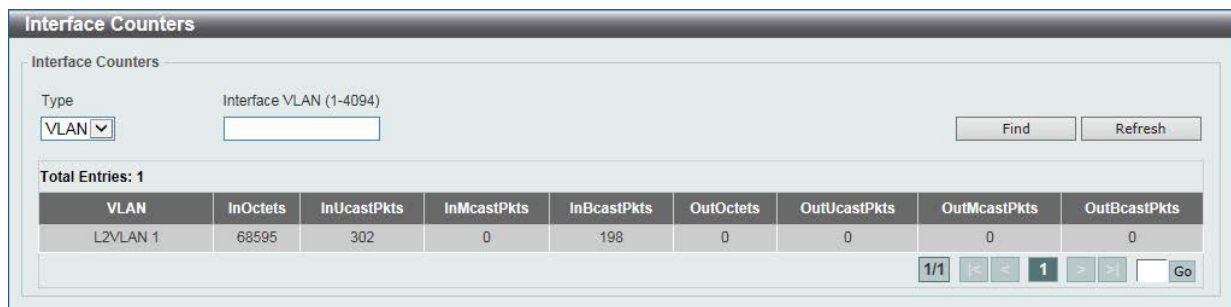 Interface Counters
Interface Counters
Type Interface VLAN (1-4094)
VLAN Find Refresh
Total Entries: 1
VLAN InOctets InUcastPkts InMcastPkts InBcastPkts OutOctets OutUcastPkts OutMcastPkts OutBcastPkts
L2VLAN 1 68595 302 0 198 0 0 0 0
1/1 |< < 1 > >| Go